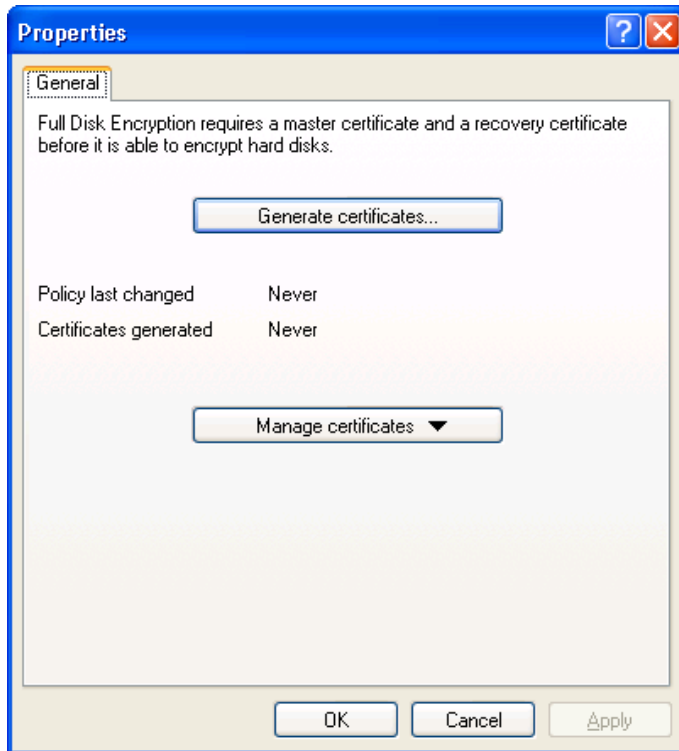 Properties
?
General
Full Disk Encryption requires a master certificate and a recovery certificate
before it is able to encrypt hard disks.
Generate certificates...
Policy last changed Never
Certificates generated Never
Manage certificates
OK Cancel Apply